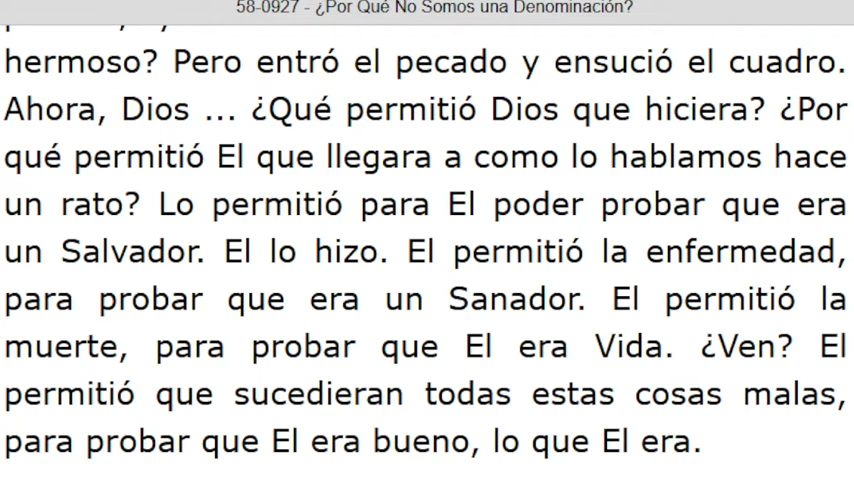 58-0927 - ¿Por Qué No Somos una Denominación?
hermoso? Pero entró el pecado y ensució el cuadro.
Ahora, Dios ... ¿Qué permitió Dios que hiciera? ¿Por
qué permitió El que llegara a como lo hablamos hace
un rato? Lo permitió para El poder probar que era
un Salvador. El lo hizo. El permitió la enfermedad,
para probar que era un Sanador. El permitió la
muerte, para probar que El era Vida. ¿Ven? El
permitió que sucedieran todas estas cosas malas,
para probar que El era bueno, lo que El era.